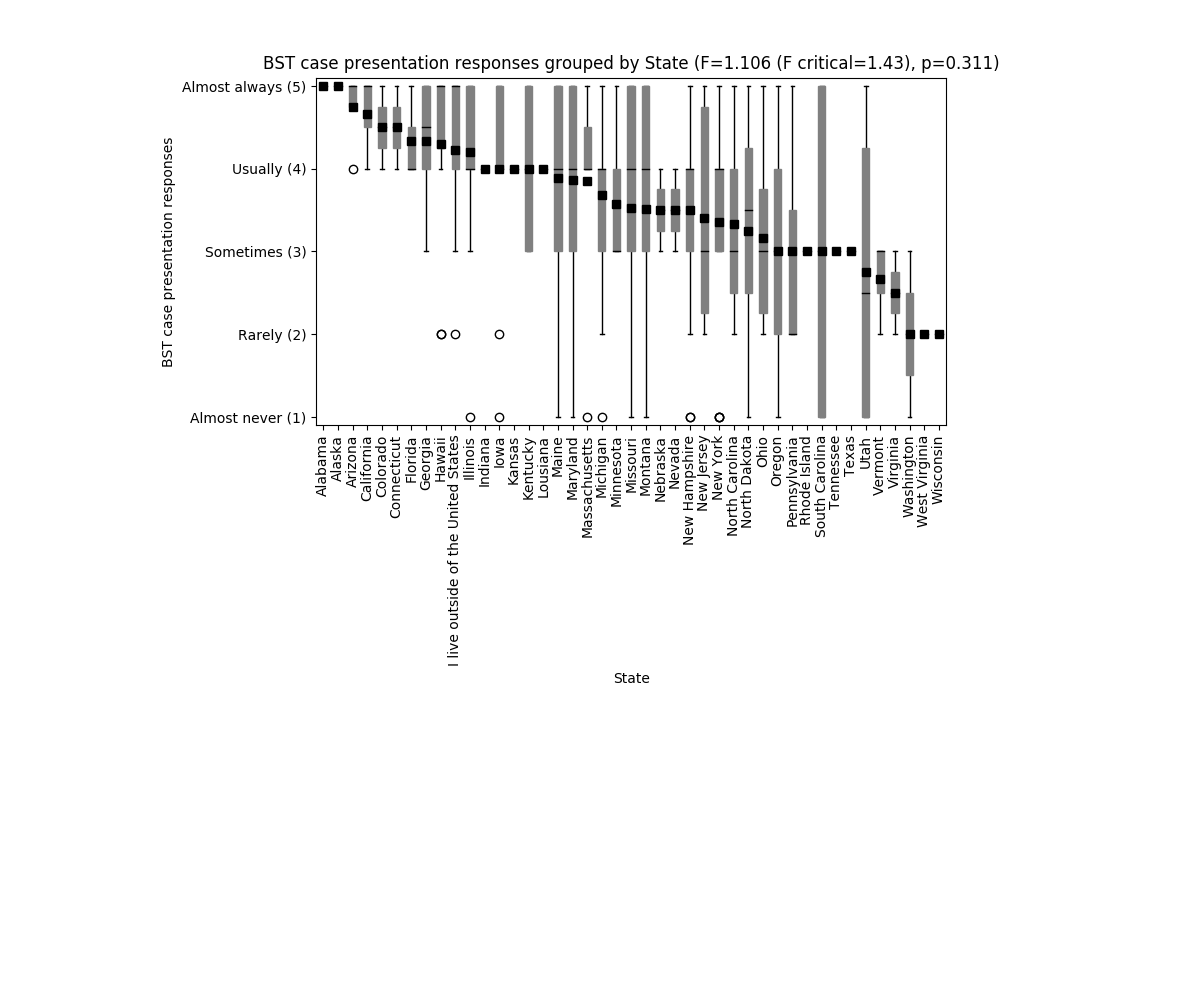 BST case presentation responses grouped by State (F=1.106 (F critical=1.43), p=0.311)
BST case presentation responses
Almost always (5)
Usually (4)
Sometimes (3)
Rarely (2)
Almost never (1)
Alabama
Alaska
Arizona
California
Colorado
Connecticut
Florida
Georgia
Hawaii
I live outside of the United States
Illinois
Indiana
Iowa
Kansas
Kentucky
Lousiana
Maine
Maryland
Massachusetts
Michigan
Minnesota
Missouri
Montana
Nebraska
Nevada
New Hampshire
New Jersey
New York
North Carolina
North Dakota
Ohio
Oregon
Pennsylvania
Rhode Island
South Carolina
Tennessee
Texas
Utah
Vermont
Virginia
Washington
West Virginia
Wisconsin
State